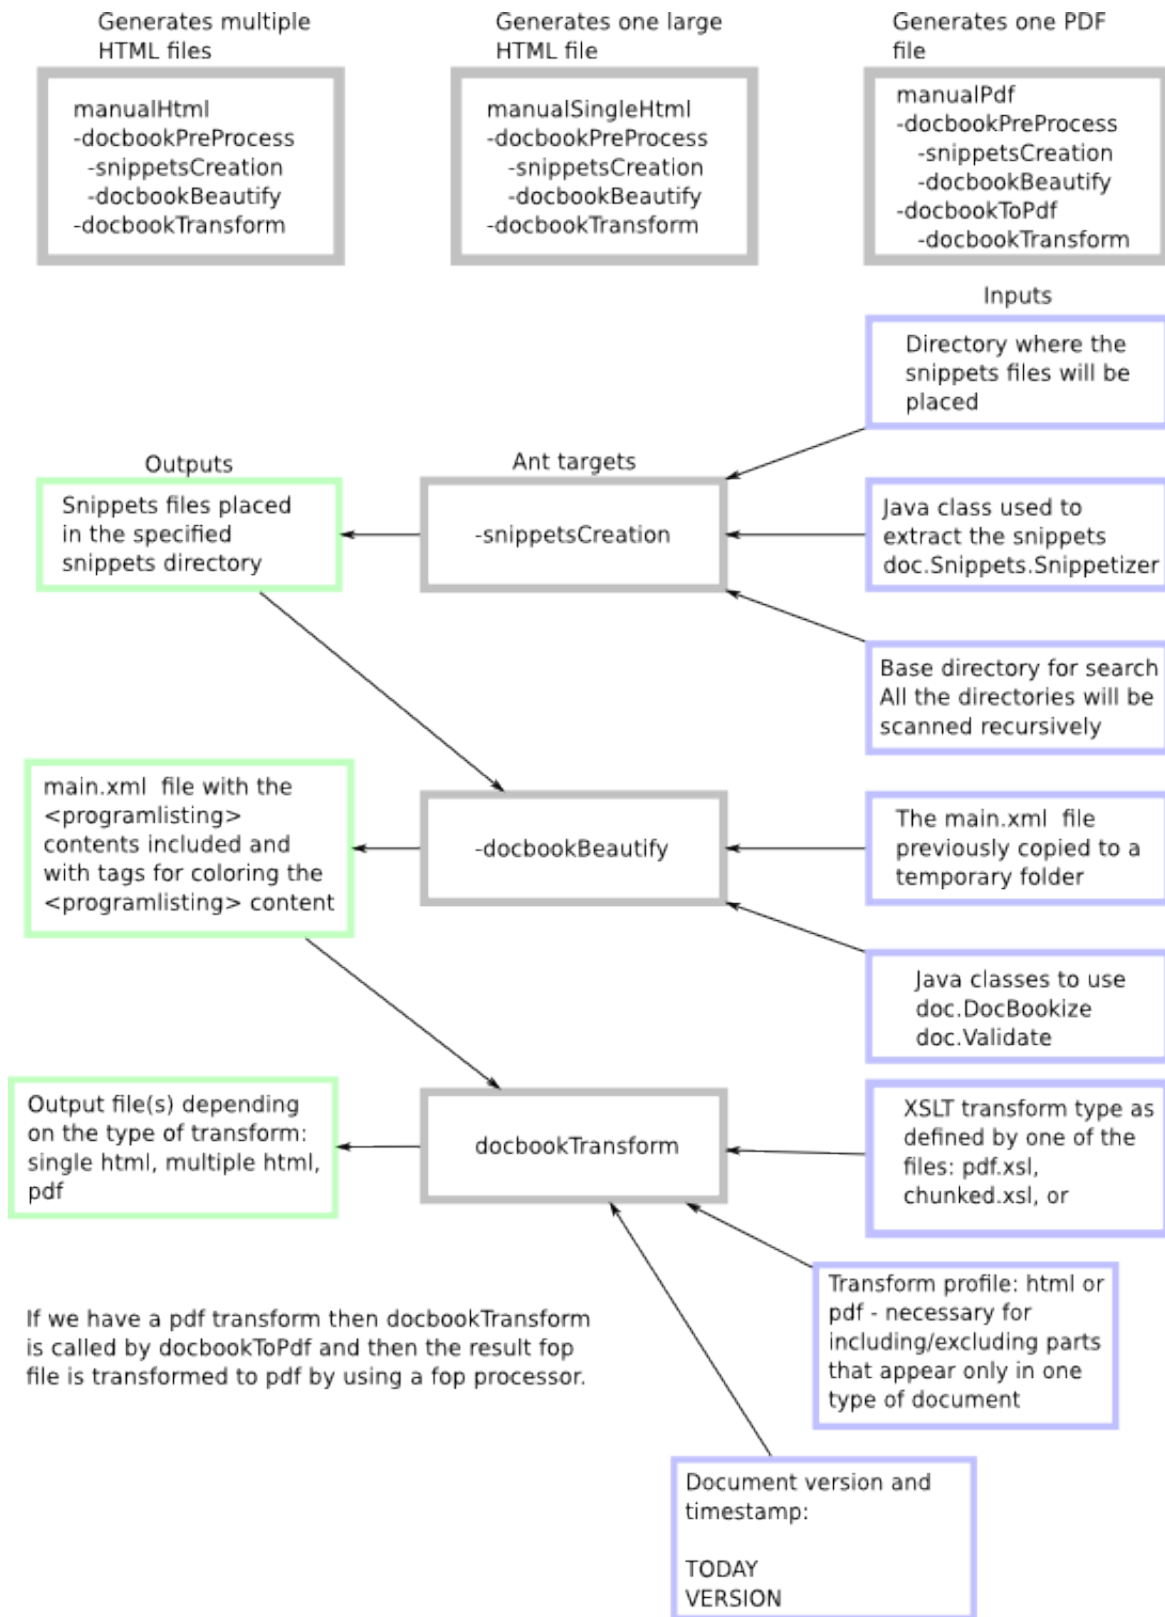 Generates multiple
HTML files
manualHtml
-docbookPreProcess
-snippetsCreation
-docbookBeautify
-docbookTransform
Generates one large
HTML file
manualSingleHtml
-docbookPreProcess
-snippetsCreation
-docbookBeautify
-docbookTransform
Generates one PDF
file
manualPdf
-docbookPreProcess
-snippetsCreation
-docbookBeautify
-docbookToPdf
-docbookTransform
Inputs
Directory where the
snippets files will be
placed
Outputs
Ant targets
Snippets files placed
in the specified
snippets directory
-snippetsCreation
Java class used to
extract the snippets
doc.Snippets.Snippetizer
Base directory for search
All the directories will be
scanned recursively
main.xml  file with the
<programlisting>
contents included and
with tags for coloring the
<programlisting> content
-docbookBeautify
The main.xml  file
previously copied to a
temporary folder
Java classes to use
doc.DocBookize
doc.Validate
Output file(s) depending
on the type of transform:
single html, multiple html,
pdf
docbookTransform
XSLT transform type as
defined by one of the
files: pdf.xsl,
chunked.xsl, or
Transform profile: html or
pdf - necessary for
including/excluding parts
that appear only in one
type of document
If we have a pdf transform then docbookTransform
is called by docbookToPdf and then the result fop
file is transformed to pdf by using a fop processor.
Document version and
timestamp:
TODAY
VERSION